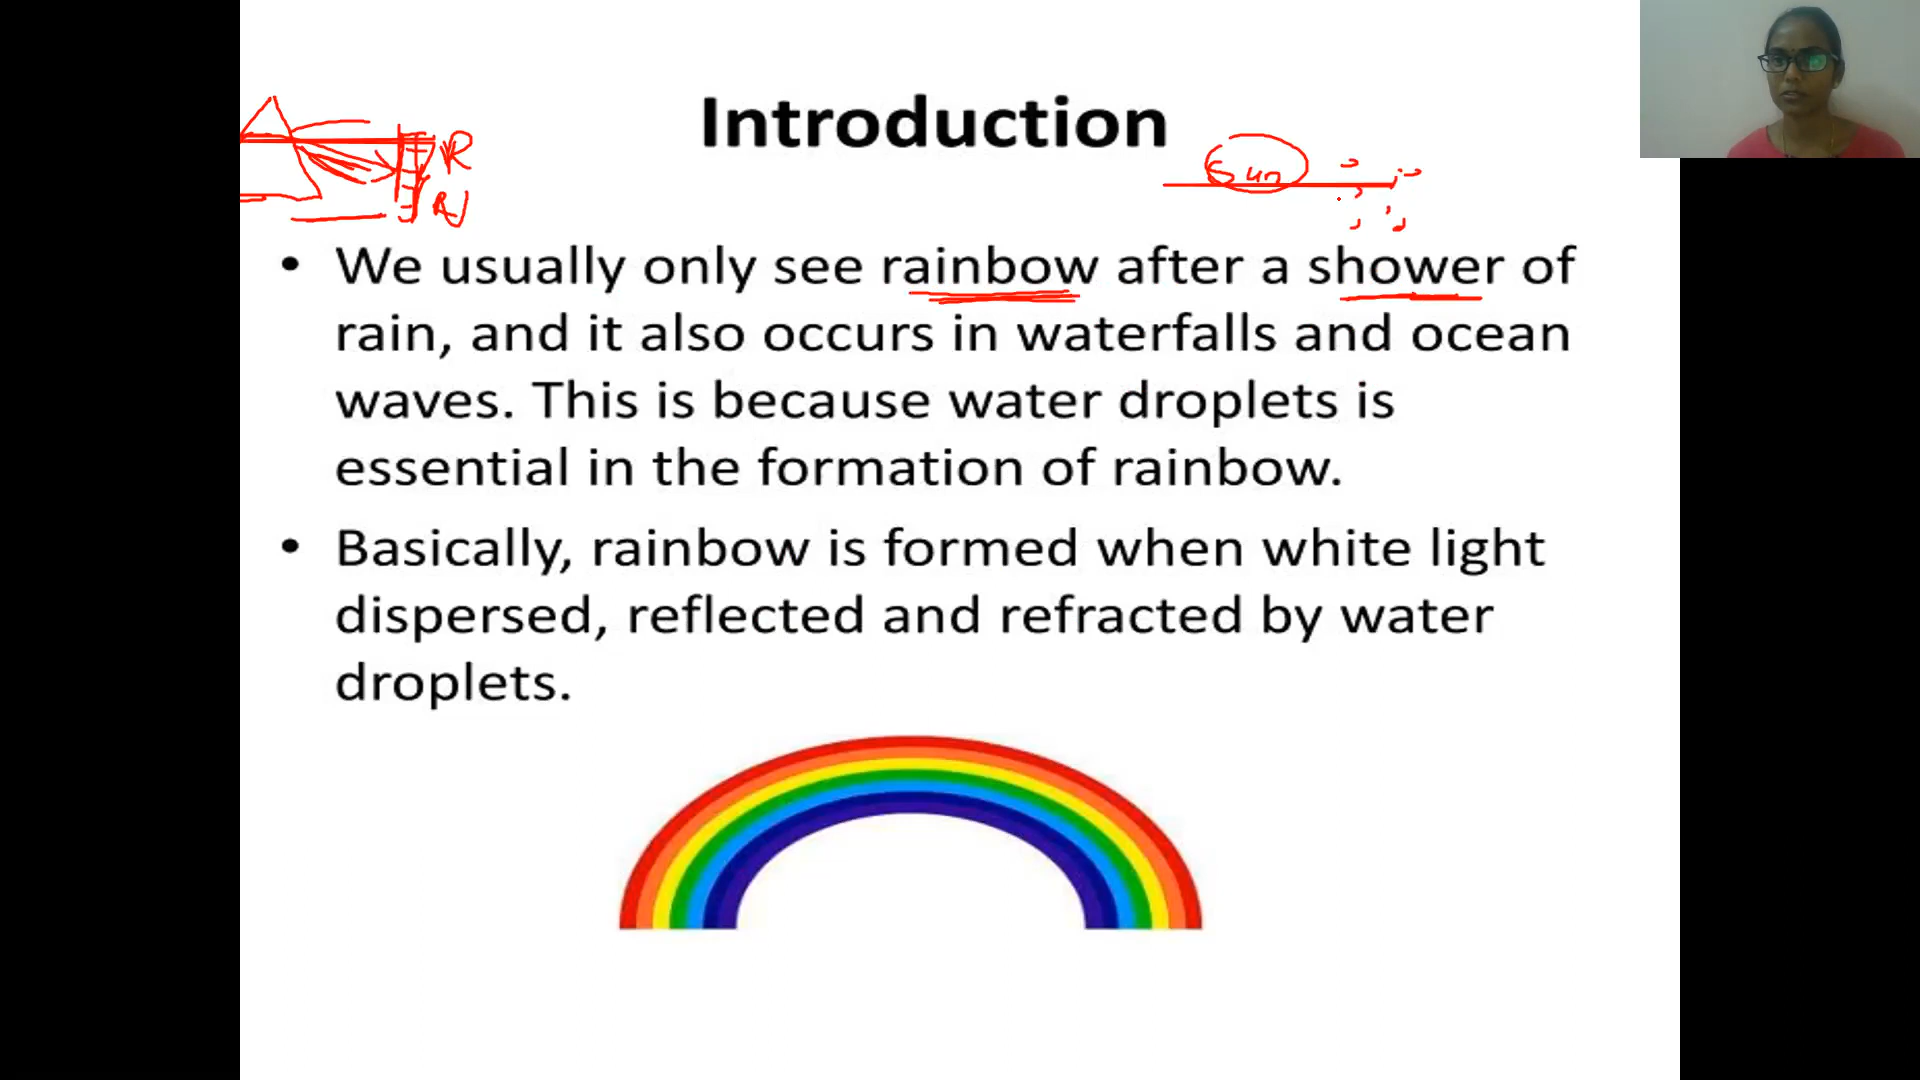 Introduction
R
Sun
V
• We usually only see rainbow after a shower of
rain, and it also occurs in waterfalls and ocean
waves. This is because water droplets is
essential in the formation of rainbow.
• Basically, rainbow is formed when white light
dispersed, reflected and refracted by water
droplets.